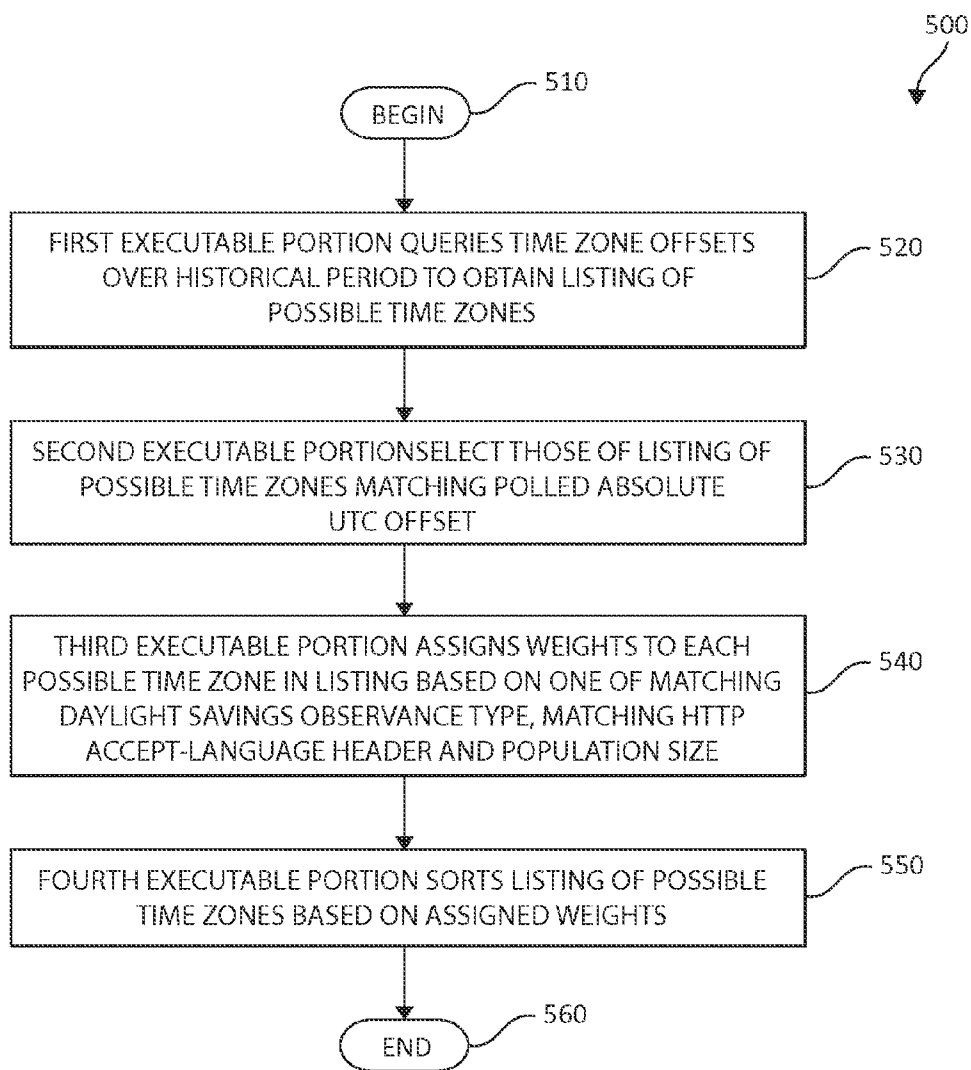 500
510
BEGIN
FIRST EXECUTABLE PORTION QUERIES TIME ZONE OFFSETS
OVER HISTORICAL PERIOD TO OBTAIN LISTING OF
POSSIBLE TIME ZONES
520
SECOND EXECUTABLE PORTIONSELECT THOSE OF LISTING OF
POSSIBLE TIME ZONES MATCHING POLLED ABSOLUTE
UTC OFFSET
530
THIRD EXECUTABLE PORTION ASSIGNS WEIGHTS TO EACH
POSSIBLE TIME ZONE IN LISTING BASED ON ONE OF MATCHING
DAYLIGHT SAVINGS OBSERVANCE TYPE, MATCHING HTTP
ACCEPT-LANGUAGE HEADER AND POPULATION SIZE
540
FOURTH EXECUTABLE PORTION SORTS LISTING OF POSSIBLE
TIME ZONES BASED ON ASSIGNED WEIGHTS
550
END
560